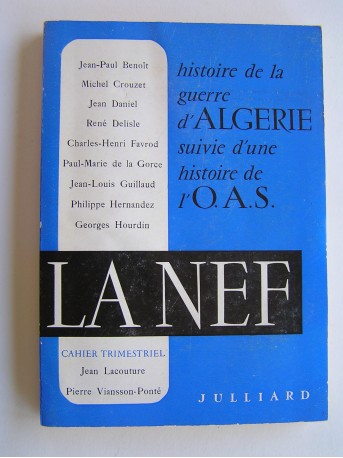 Jean-Paul Benoît
Michel Crouzet
Jean Daniel
René Delisle
Charles-Henri Favrod
Paul-Marie de la Gorce
Jean-Louis Guillaud
Philippe Hernandez
Georges Hourdin
histoire de la
guerre
d'ALGERIE
suivie d'une
histoire de
l'O.A.S.
LA NEF
CAHIER TRIMESTRIEL
Jean Lacouture
Pierre Viansson-Ponté
JULLIARD